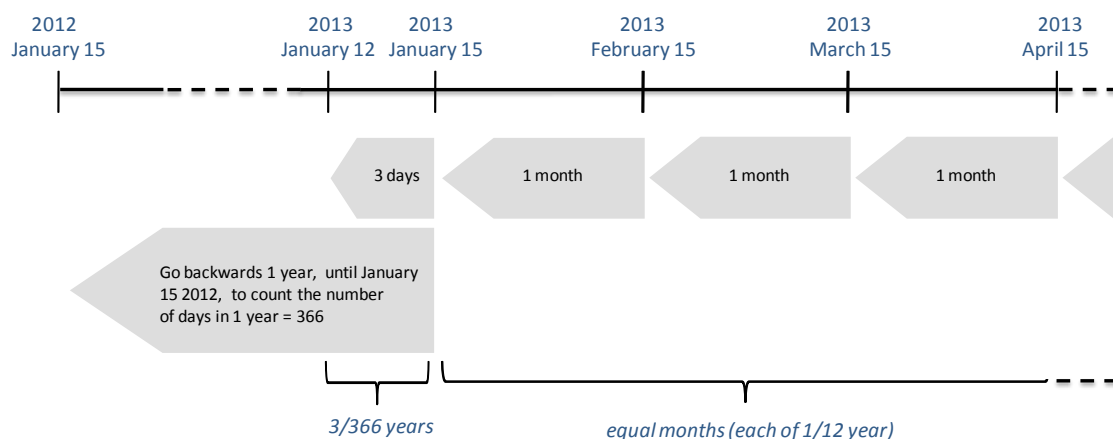 2012
January 15
2013
January 12
2013
January 15
2013
February 15
2013
March 15
2013
April 15
3 days
1 month
1 month
1 month
Go backwards 1 year, until January
15 2012, to count the number
of days in 1 year = 366
3/366 years
equal months (each of 1/12 year)